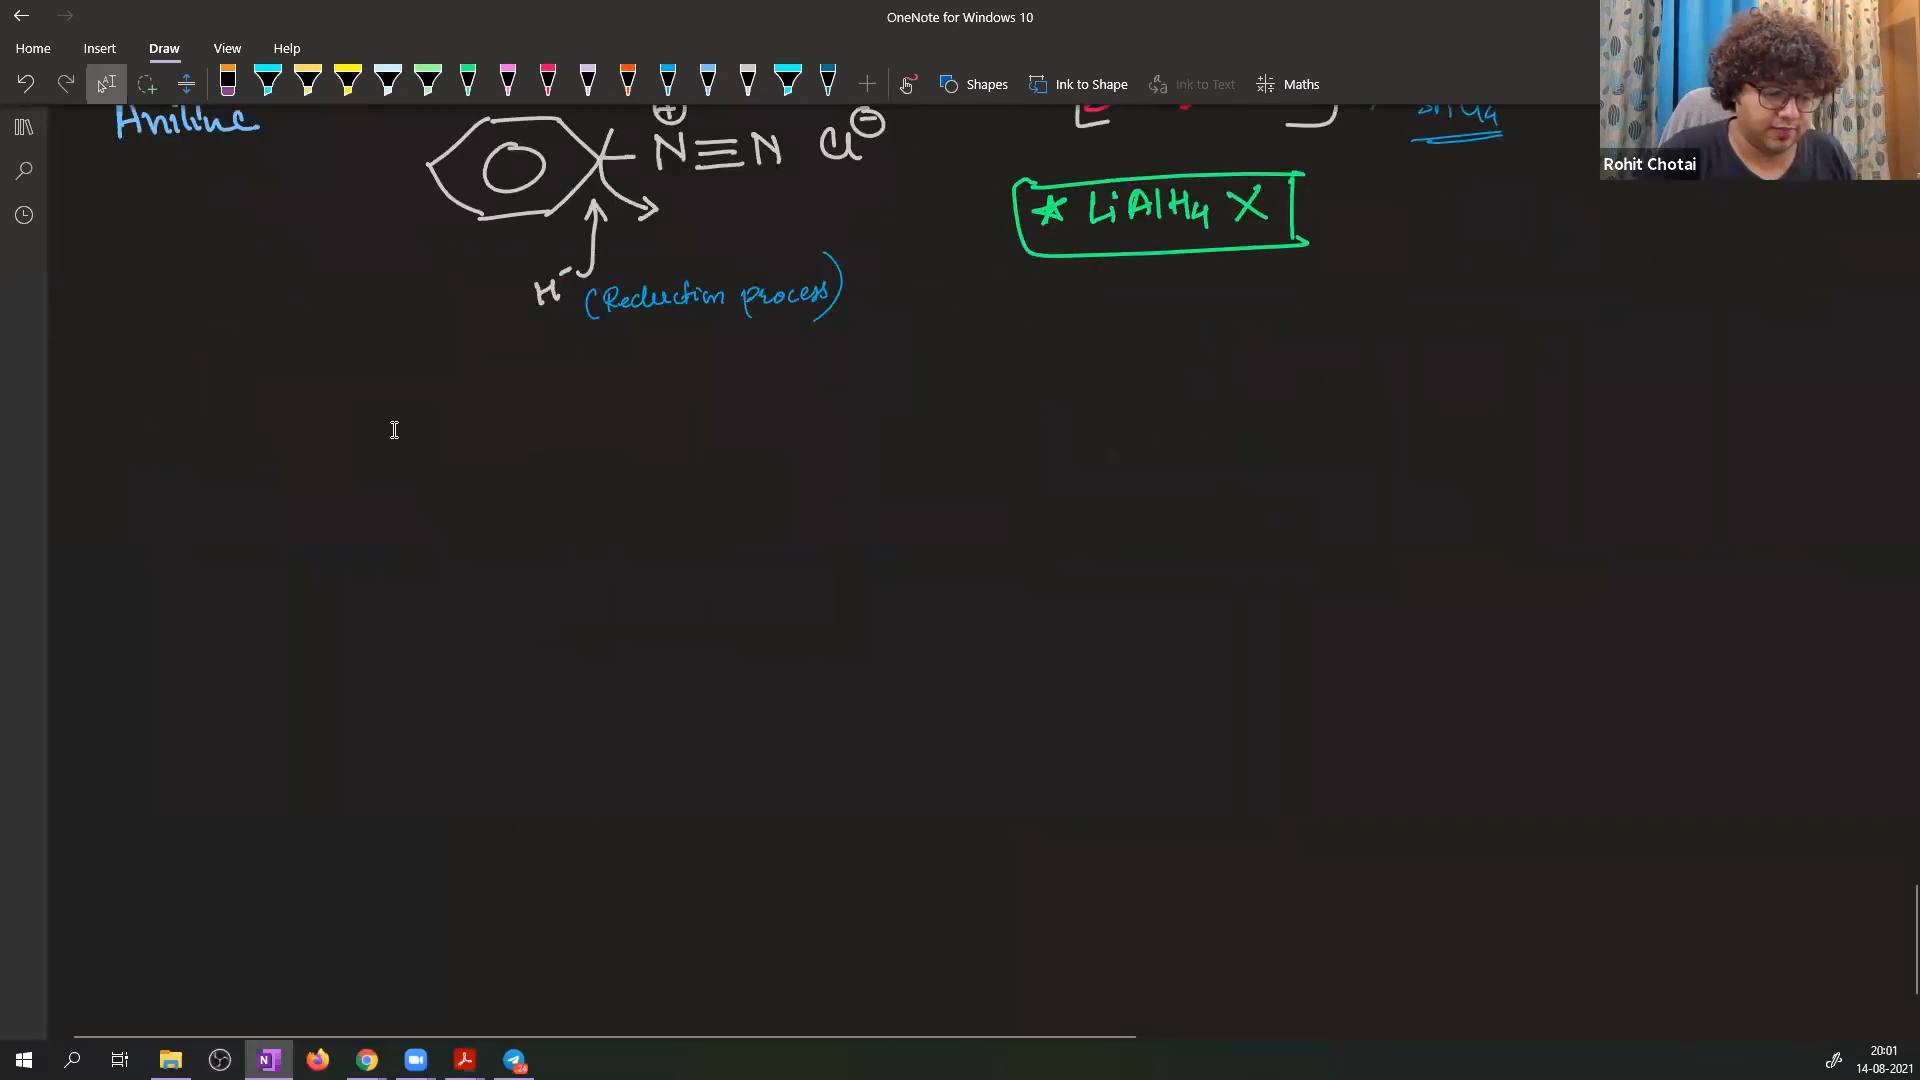 OneNote for Windows 10
Home Insert Draw View Help
Shapes Ink to Shape Ink to Text Maths
Rohit Chotai
Aniline
⊕
N≡N Cl⊖
★ LiAlH4 X
H⁻ (Reduction process)
24
20:01
14-08-2021